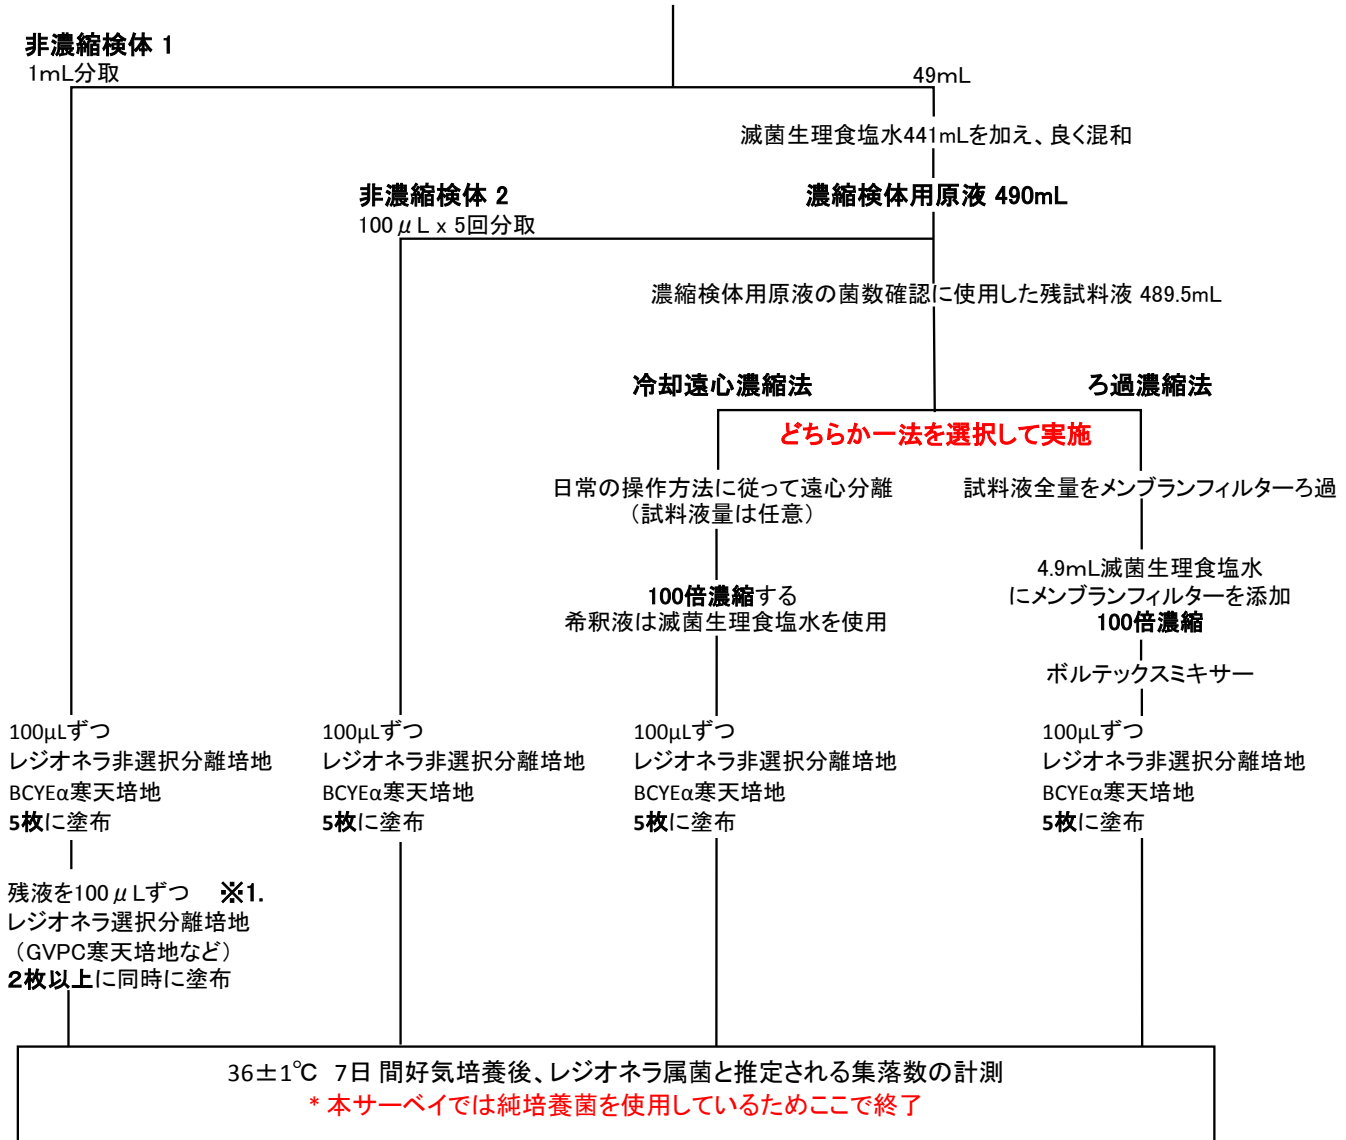 非濃縮検体 1
1mL分取
49mL
滅菌生理食塩水441mLを加え、良く混和
非濃縮検体 2
濃縮検体用原液 490mL
100μL x 5回分取
濃縮検体用原液の菌数確認に使用した残試料液 489.5mL
冷却遠心濃縮法
ろ過濃縮法
どちらか一法を選択して実施
日常の操作方法に従って遠心分離
（試料液量は任意）
試料液全量をメンブランフィルターろ過
100倍濃縮する
希釈液は滅菌生理食塩水を使用
4.9mL滅菌生理食塩水
にメンブランフィルターを添加
100倍濃縮
ボルテックスミキサー
100μLずつ
レジオネラ非選択分離培地
BCYEα寒天培地
5枚に塗布
100μLずつ
レジオネラ非選択分離培地
BCYEα寒天培地
5枚に塗布
100μLずつ
レジオネラ非選択分離培地
BCYEα寒天培地
5枚に塗布
100μLずつ
レジオネラ非選択分離培地
BCYEα寒天培地
5枚に塗布
残液を100μLずつ ※1.
レジオネラ選択分離培地
（GVPC寒天培地など）
２枚以上に同時に塗布
36±1℃ 7日間好気培養後、レジオネラ属菌と推定される集落数の計測
* 本サーベイでは純培養菌を使用しているためここで終了